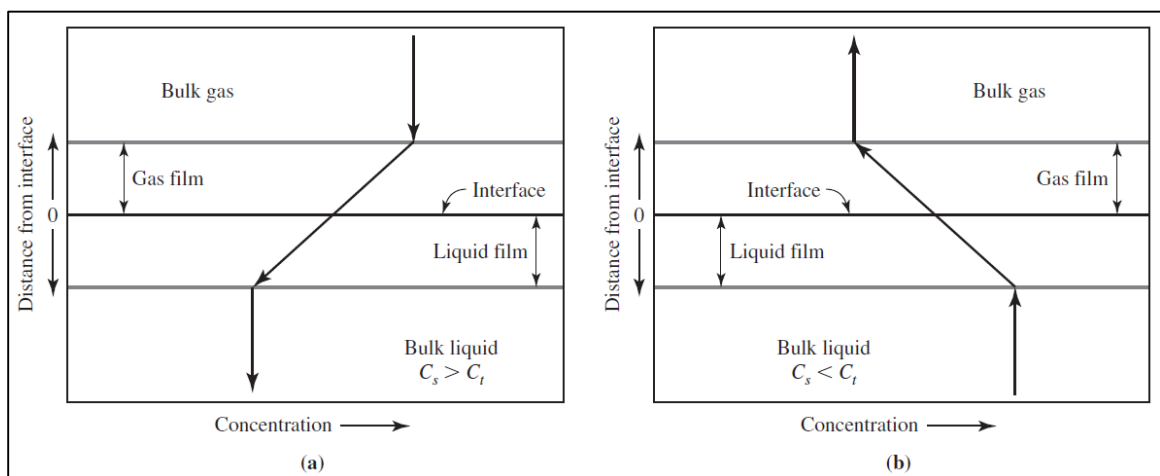 Distance from interface
0
Bulk gas
Gas film
Interface
Liquid film
Bulk liquid
C_s > C_t
Concentration
(a)
Distance from interface
0
Bulk gas
Gas film
Interface
Liquid film
Bulk liquid
C_s < C_t
Concentration
(b)